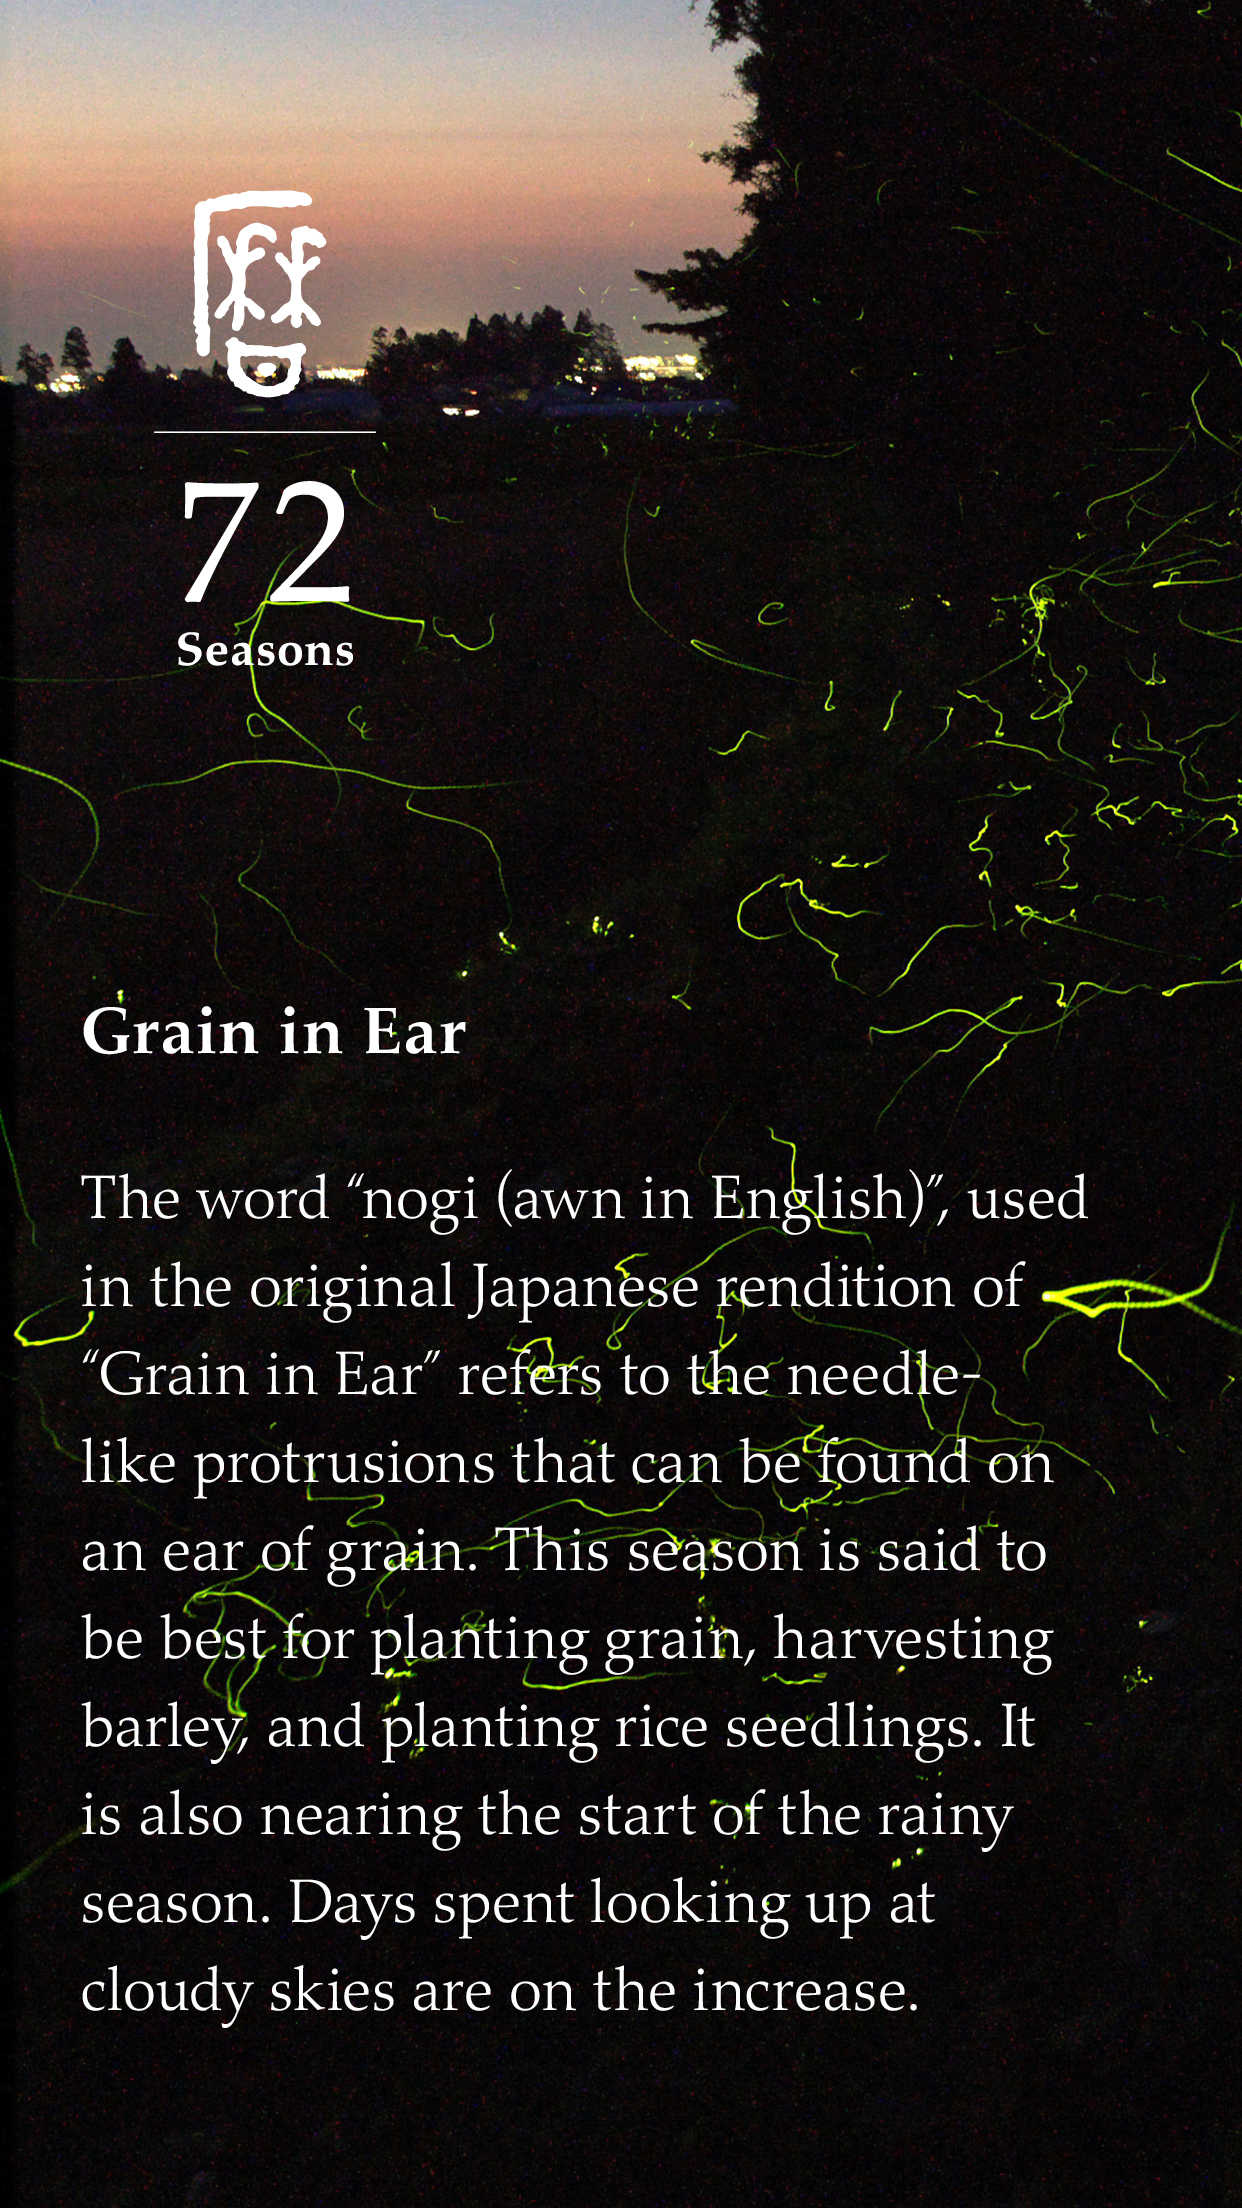 暦
72
Seasons
Grain in Ear
The word “nogi (awn in English)”, used
in the original Japanese rendition of
“Grain in Ear” refers to the needle-
like protrusions that can be found on
an ear of grain. This season is said to
be best for planting grain, harvesting
barley, and planting rice seedlings. It
is also nearing the start of the rainy
season. Days spent looking up at
cloudy skies are on the increase.